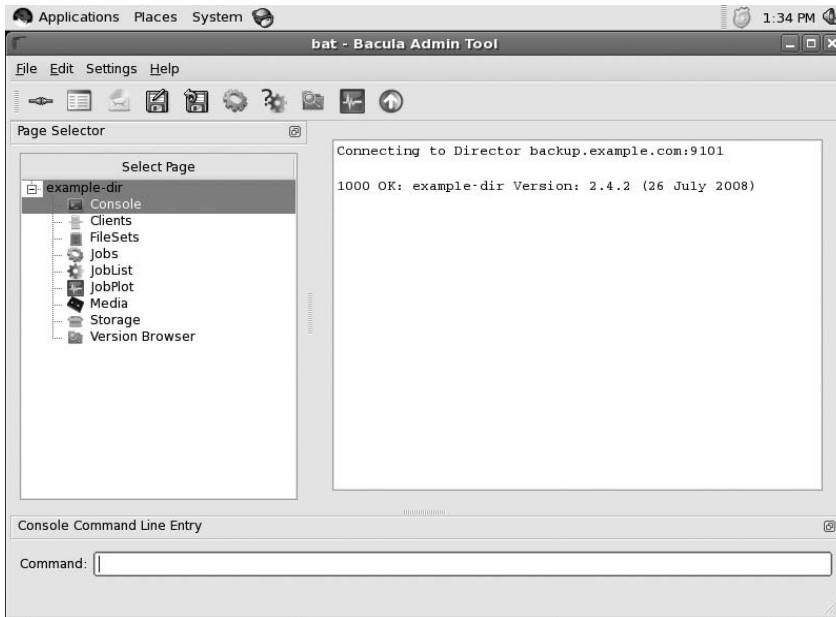 Applications Places System
1:34 PM
bat - Bacula Admin Tool
File Edit Settings Help
Page Selector
Select Page
example-dir
Console
Clients
FileSets
Jobs
JobList
JobPlot
Media
Storage
Version Browser
Connecting to Director backup.example.com:9101
1000 OK: example-dir Version: 2.4.2 (26 July 2008)
Console Command Line Entry
Command: